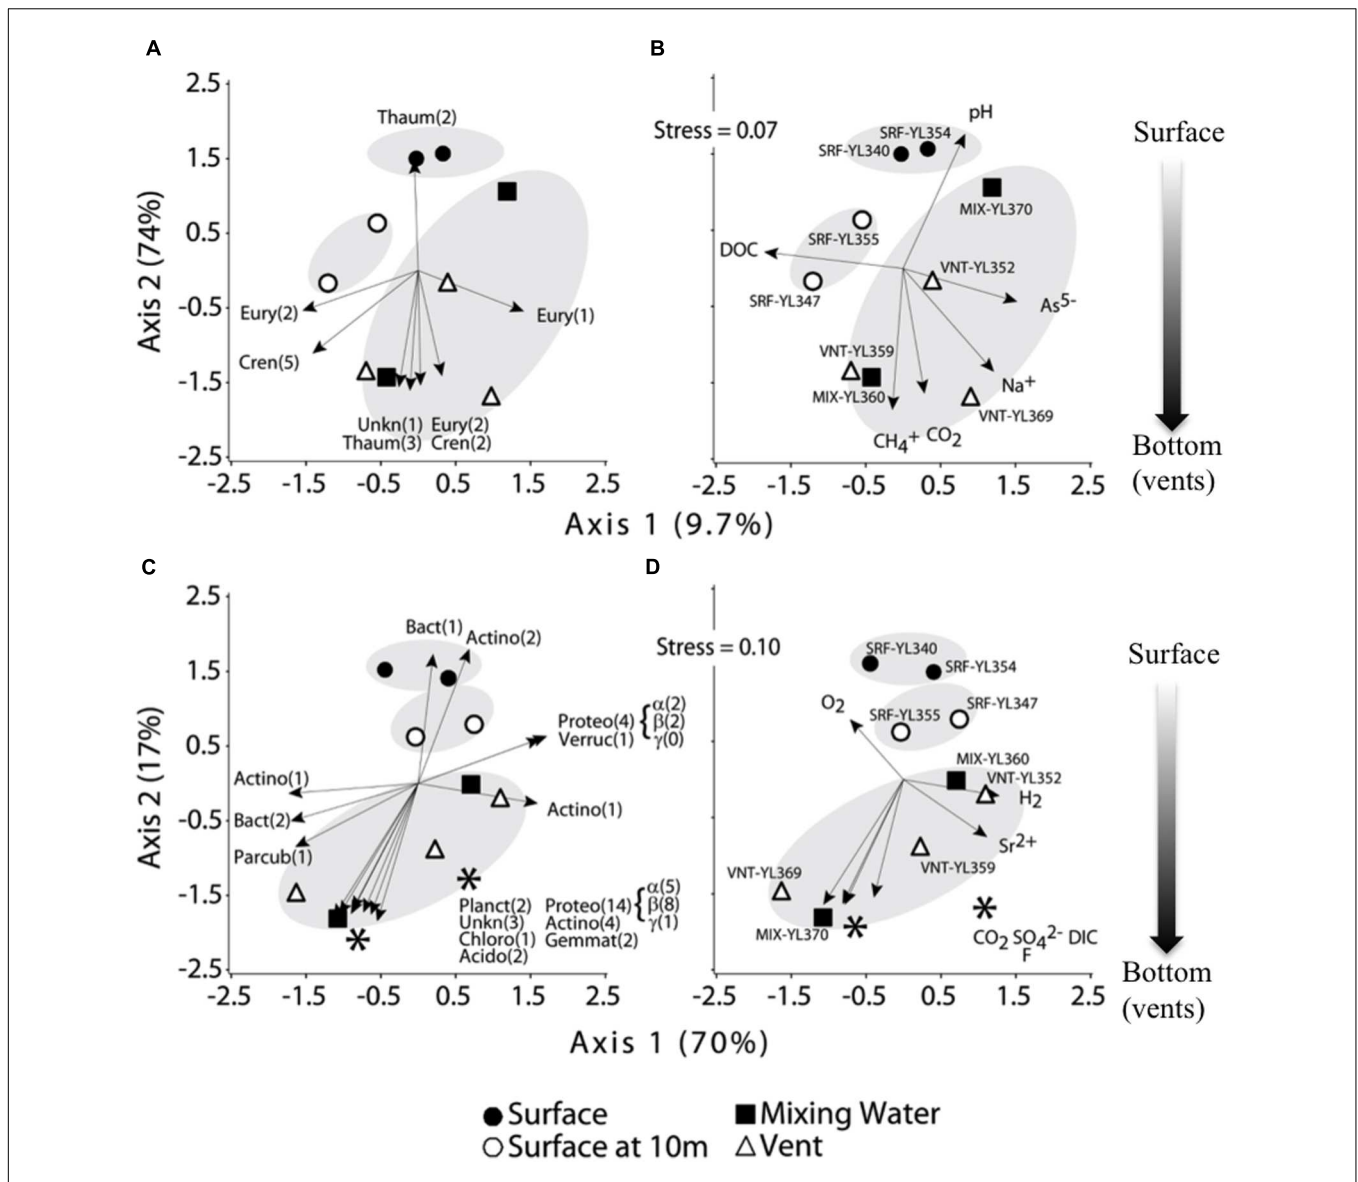 A
B
2.5
1.5
0.5
-0.5
-1.5
-2.5
Axis 2 (74%)
Thaum(2)
Eury(2)
Cren(5)
Eury(1)
Unkn(1) Eury(2)
Thaum(3) Cren(2)
-2.5 -1.5 -0.5 0.5 1.5 2.5
Stress = 0.07
pH
SRF-YL354
SRF-YL340
MIX-YL370
SRF-YL355
DOC
VNT-YL352
SRF-YL347
As5-
VNT-YL359
MIX-YL360
Na+
VNT-YL369
CH4+ CO2
-2.5 -1.5 -0.5 0.5 1.5 2.5
Surface
Bottom
(vents)
Axis 1 (9.7%)
C
D
2.5
1.5
0.5
-0.5
-1.5
-2.5
Axis 2 (17%)
Bact(1)
Actino(2)
Proteo(4) { α(2)
β(2)
Verruc(1) γ(0)
Actino(1)
Bact(2)
Parcub(1)
Actino(1)
*
*
Planct(2) Proteo(14) { α(5)
β(8)
Unkn(3) Actino(4) γ(1)
Chloro(1) Gemmat(2)
Acido(2)
-2.5 -1.5 -0.5 0.5 1.5 2.5
Stress = 0.10
SRF-YL340
SRF-YL354
O2
SRF-YL355
SRF-YL347
MIX-YL360
VNT-YL352
H2
Sr2+
VNT-YL359
VNT-YL369
MIX-YL370
*
*
CO2 SO42- DIC
F
-2.5 -1.5 -0.5 0.5 1.5 2.5
Surface
Bottom
(vents)
Axis 1 (70%)
Surface
Mixing Water
Surface at 10m
Vent